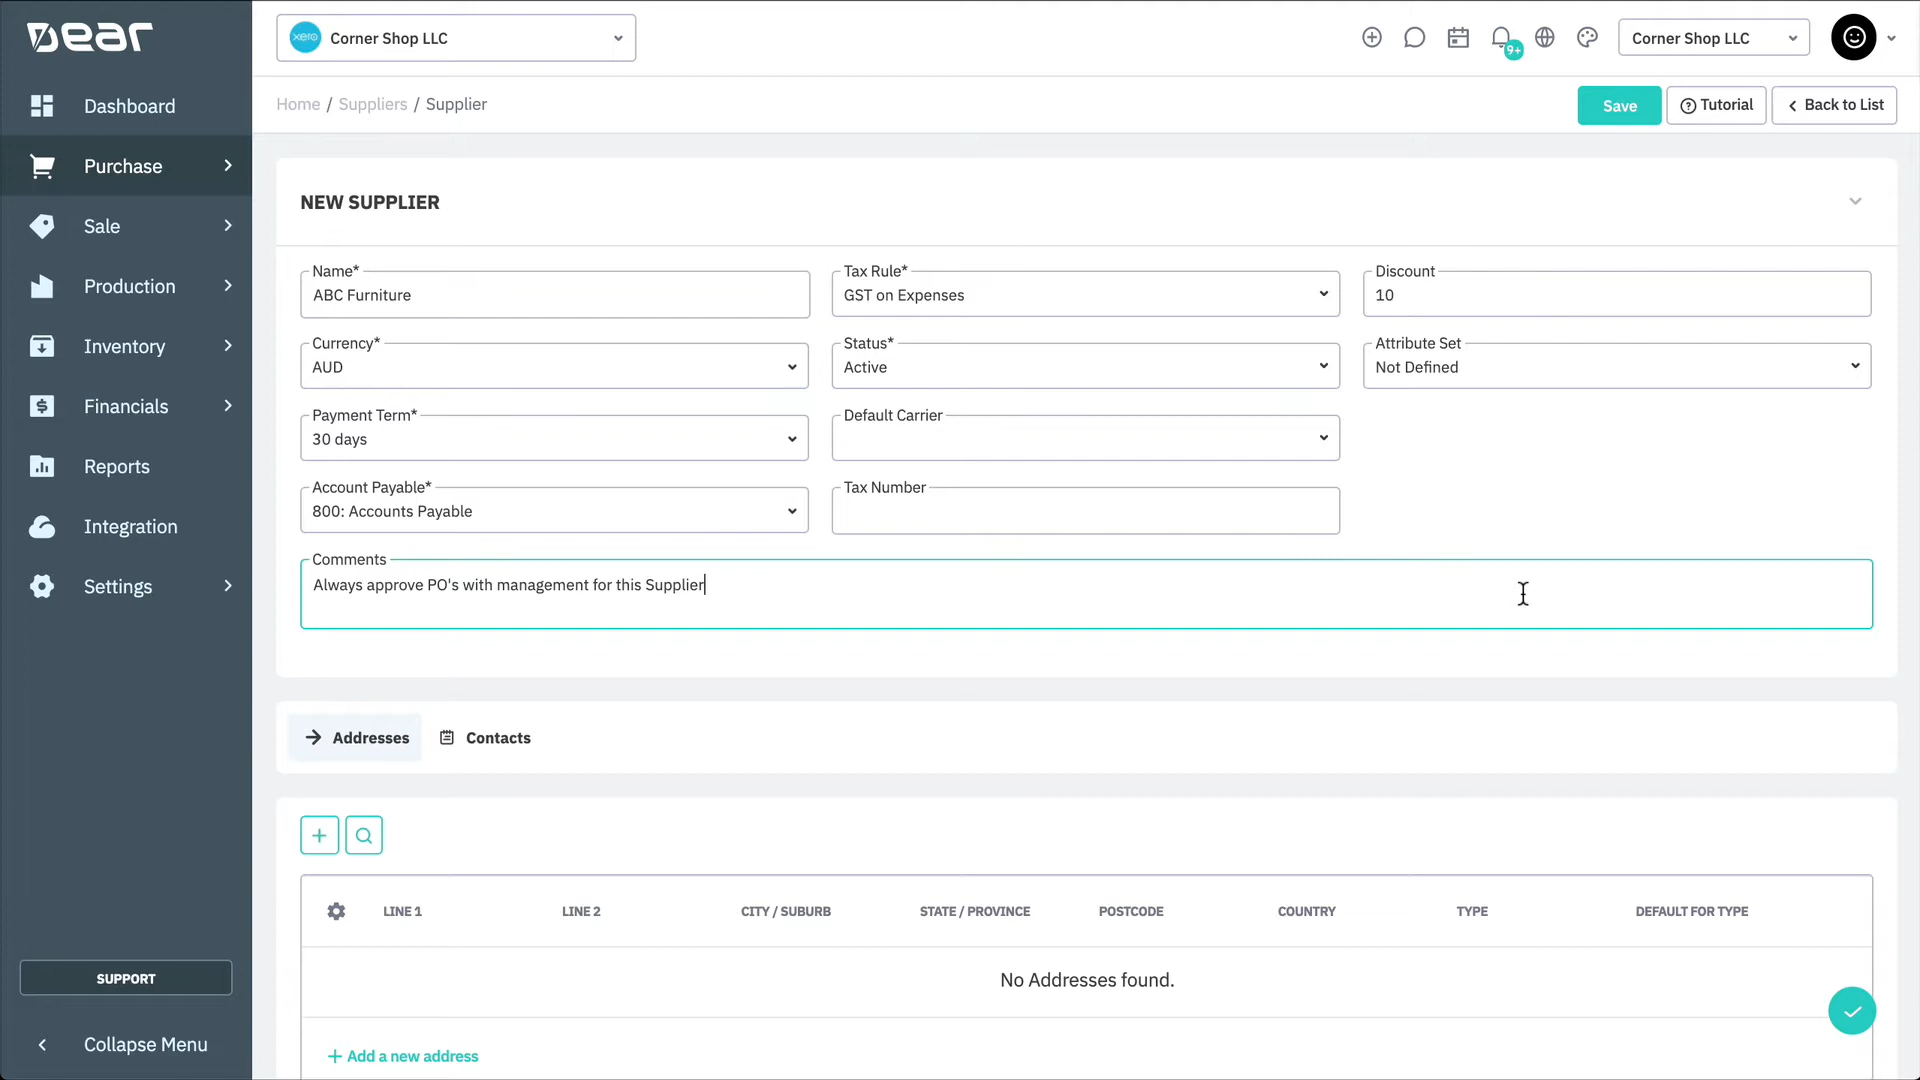 Dear
xero Corner Shop LLC
9+
Corner Shop LLC
Dashboard
Purchase
Sale
Production
Inventory
Financials
Reports
Integration
Settings
SUPPORT
Collapse Menu
Home / Suppliers / Supplier
Save
Tutorial
Back to List
NEW SUPPLIER
Name*
ABC Furniture
Tax Rule*
GST on Expenses
Discount
10
Currency*
AUD
Status*
Active
Attribute Set
Not Defined
Payment Term*
30 days
Default Carrier
Account Payable*
800: Accounts Payable
Tax Number
Comments
Always approve PO's with management for this Supplier
Addresses
Contacts
LINE 1 LINE 2 CITY / SUBURB STATE / PROVINCE POSTCODE COUNTRY TYPE DEFAULT FOR TYPE
No Addresses found.
+ Add a new address